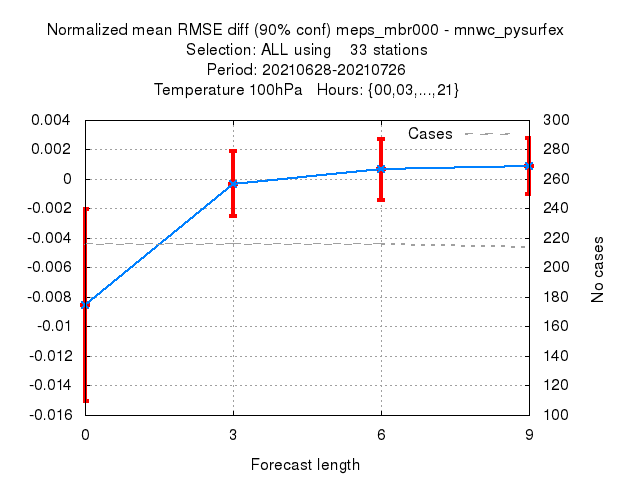 Normalized mean RMSE diff (90% conf) meps_mbr000 - mnwc_pysurfex
Selection: ALL using    33 stations
Period: 20210628-20210726
Temperature 100hPa   Hours: {00,03,...,21}
0.004
0.002
0
-0.002
-0.004
-0.006
-0.008
-0.01
-0.012
-0.014
-0.016
Cases
300
280
260
240
220
200
180
160
140
120
100
No cases
0 3 6 9
Forecast length